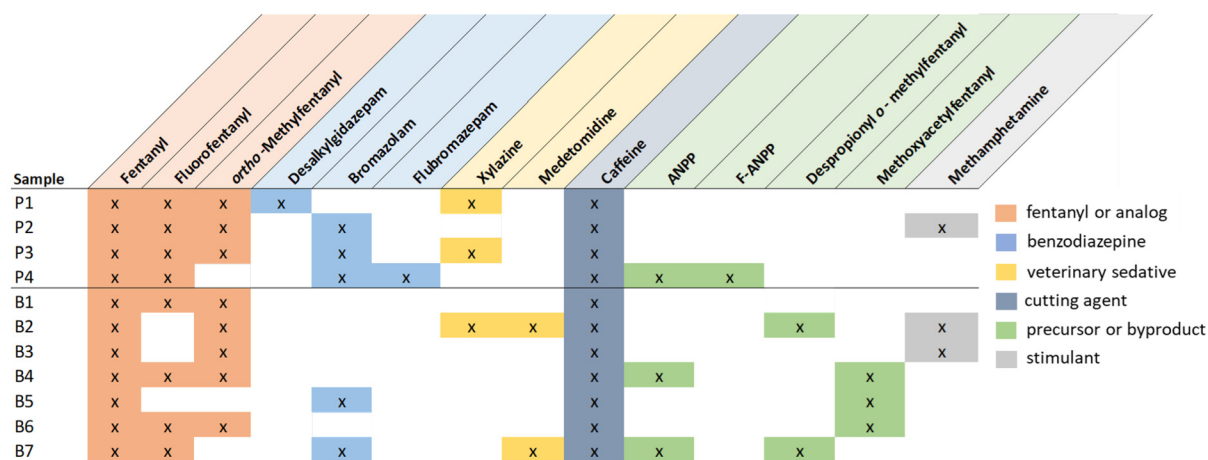 Fentanyl
Fluorofentanyl
ortho -Methylfentanyl
Desalkylgidazepam
Bromazolam
Flubromazepam
Xylazine
Medetomidine
Caffeine
ANPP
F-ANPP
Despropionyl o - methylfentanyl
Methoxyacetylfentanyl
Methamphetamine
Sample
P1 x x x x x x
P2 x x x x x x
P3 x x x x x x
P4 x x x x x x x
B1 x x x x
B2 x x x x x x x
B3 x x x x
B4 x x x x x x
B5 x x x x
B6 x x x x x
B7 x x x x x x x
fentanyl or analog
benzodiazepine
veterinary sedative
cutting agent
precursor or byproduct
stimulant